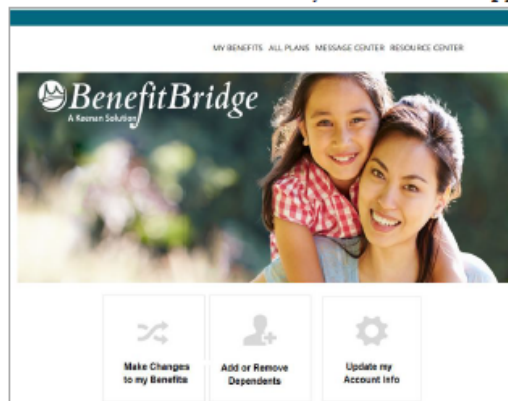 MY BENEFITS ALL PLANS MESSAGE CENTER RESOURCE CENTER
BenefitBridge
A Keenan Solution
Make Changes
to my Benefits
Add or Remove
Dependents
Update my
Account Info